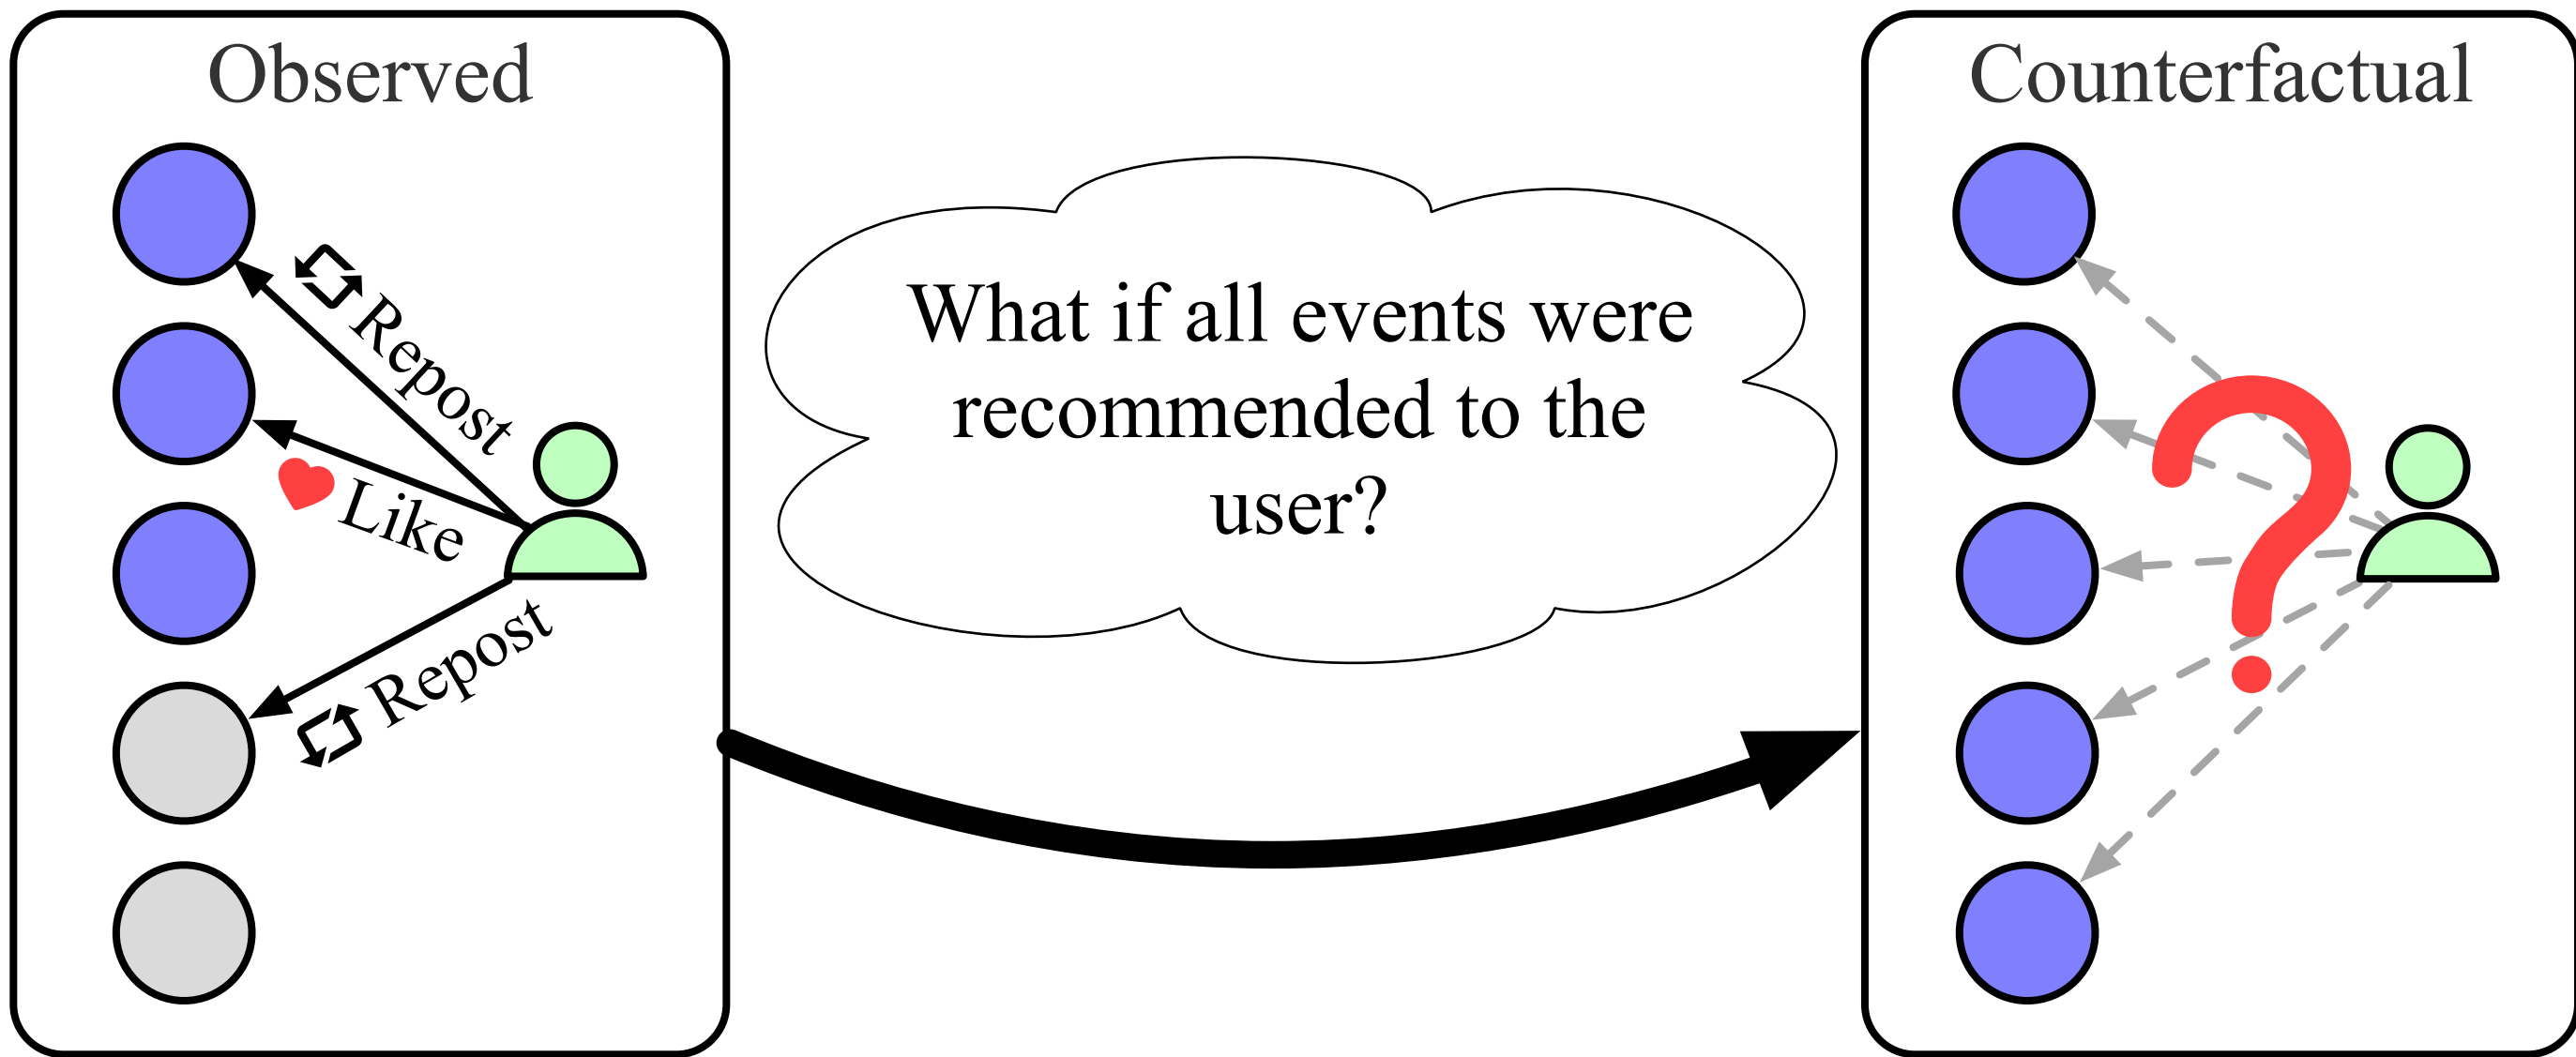 Observed
Repost
Like
Repost
What if all events were
recommended to the
user?
Counterfactual